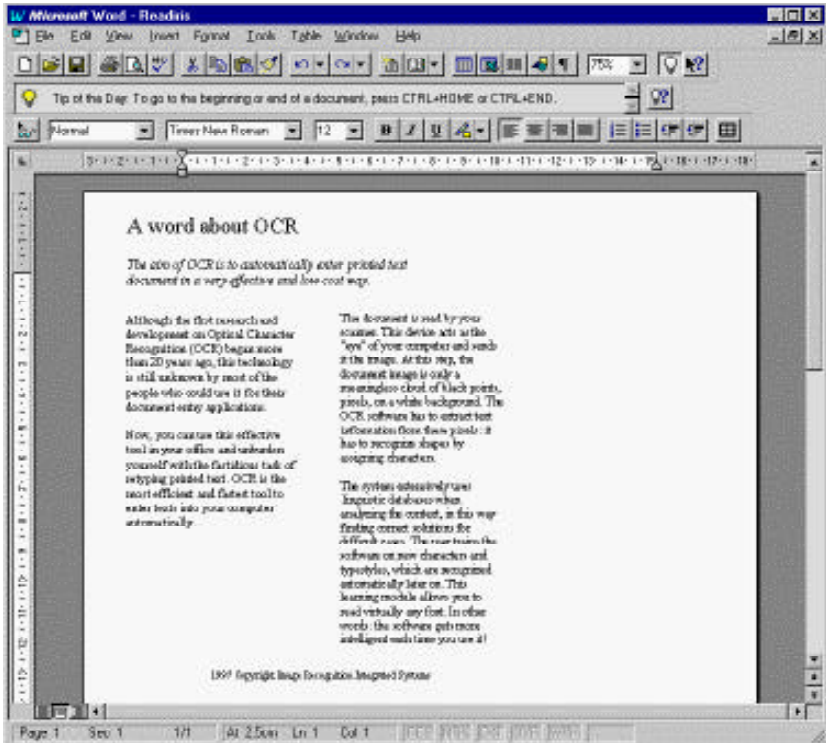 Microsoft Word - Readiris
File Edit View Insert Format Tools Table Window Help
75%
Tip of the Day: To go to the beginning or end of a document, press CTRL+HOME or CTRL+END.
Normal Times New Roman 12 B I U
A word about OCR
The aim of OCR is to automatically enter printed text
document in a very effective and low cost way.
Although the first research and
development on Optical Character
Recognition (OCR) began more
than 20 years ago, this technology
is still unknown by most of the
people who could use it for their
document entry applications.
Now, you can use this effective
tool in your office and unburden
yourself with the fastidious task of
retyping printed text. OCR is the
most efficient and fastest tool to
enter texts into your computer
automatically.
The document is read by your
scanner. This device acts as the
"eye" of your computer and sends
it the image. At this step, the
document image is only a
meaningless cloud of black points,
pixels, on a white background. The
OCR software has to extract text
information from these pixels : it
has to recognize shapes by
assigning characters.
The system extensively uses
linguistic databases when
analyzing the context, in this way
finding correct solutions for
difficult cases. The user trains the
software on new characters and
typestyles, which are recognized
automatically later on. This
learning module allows you to
read virtually any font. In other
words : the software gets more
intelligent each time you use it!
Copyright Image Recognition Integrated Systems
Page 1 Sec 1 1/1 At 2.5cm Ln 1 Col 1